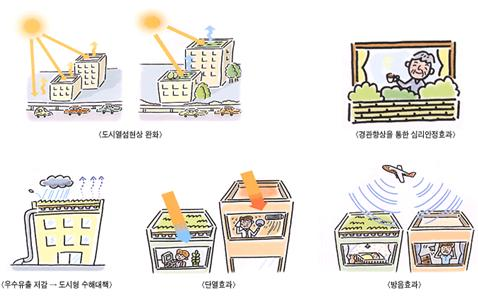 〈도시열섬현상 완화〉
〈경관향상을 통한 심리안정효과〉
〈우수유출 저감 → 도시형 수해대책〉
〈단열효과〉
〈방음효과〉